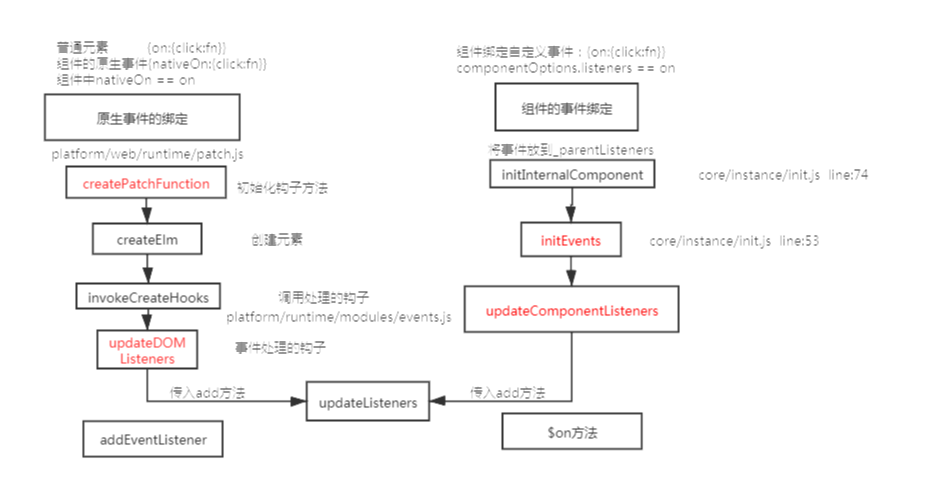 普通元素 {on:{click:fn}}
组件的原生事件{nativeOn:{click:fn}}
组件中nativeOn == on
原生事件的绑定
platform/web/runtime/patch.js
createPatchFunction
初始化钩子方法
createElm
创建元素
invokeCreateHooks
调用处理的钩子
platform/runtime/modules/events.js
updateDOM
Listeners
事件处理的钩子
传入add方法
addEventListener
updateListeners
组件绑定自定义事件：{on:{click:fn}}
componentOptions.listeners == on
组件的事件绑定
将事件放到_parentListeners
initInternalComponent
core/instance/init.js line:74
initEvents
core/instance/init.js line:53
updateComponentListeners
传入add方法
$on方法